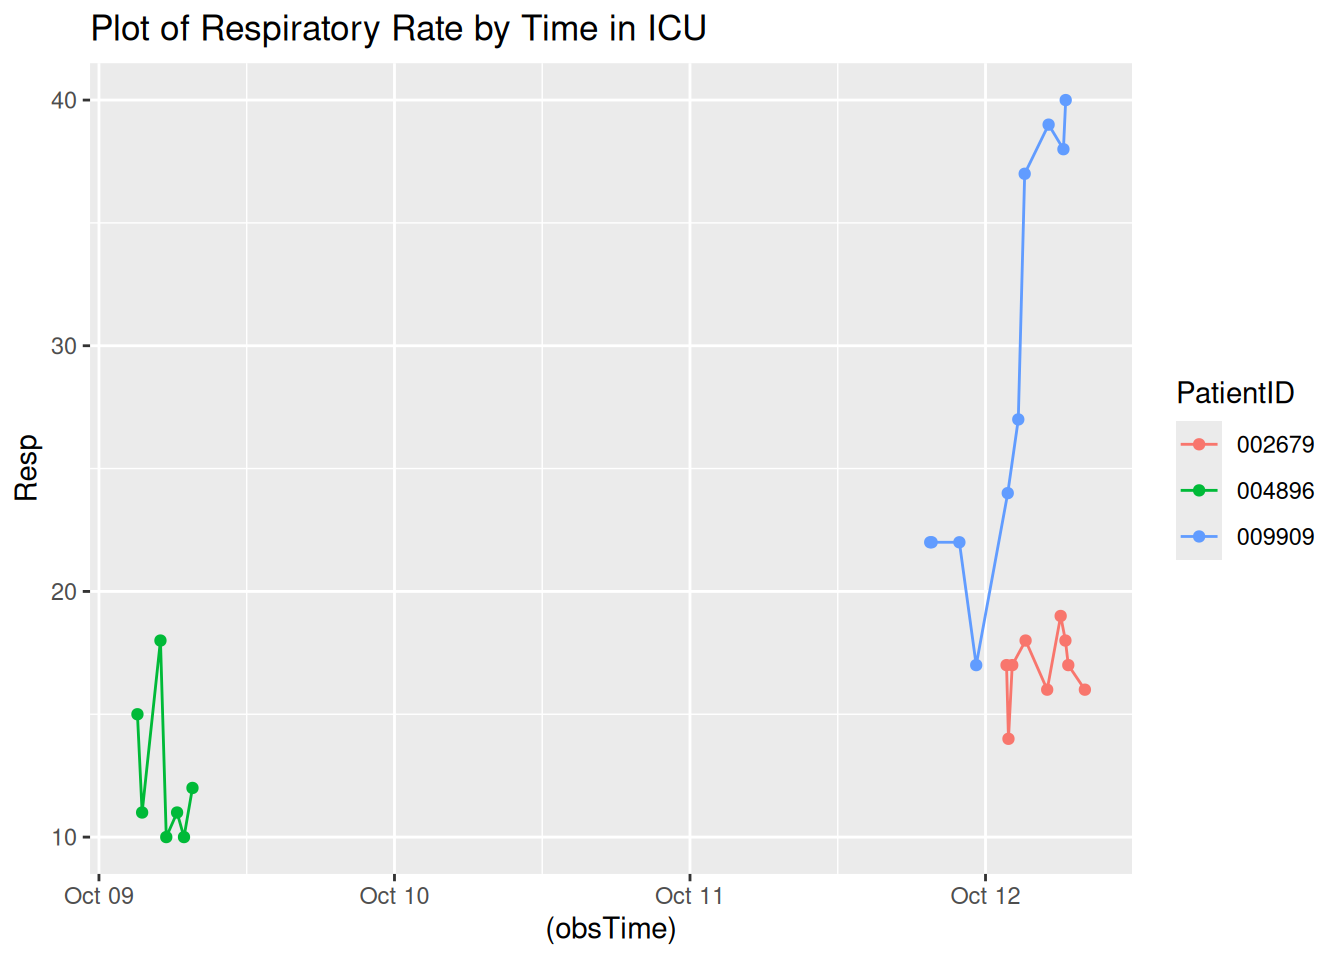 Plot of Respiratory Rate by Time in ICU
40
30
20
10
Resp
Oct 09 Oct 10 Oct 11 Oct 12
(obsTime)
PatientID
002679
004896
009909